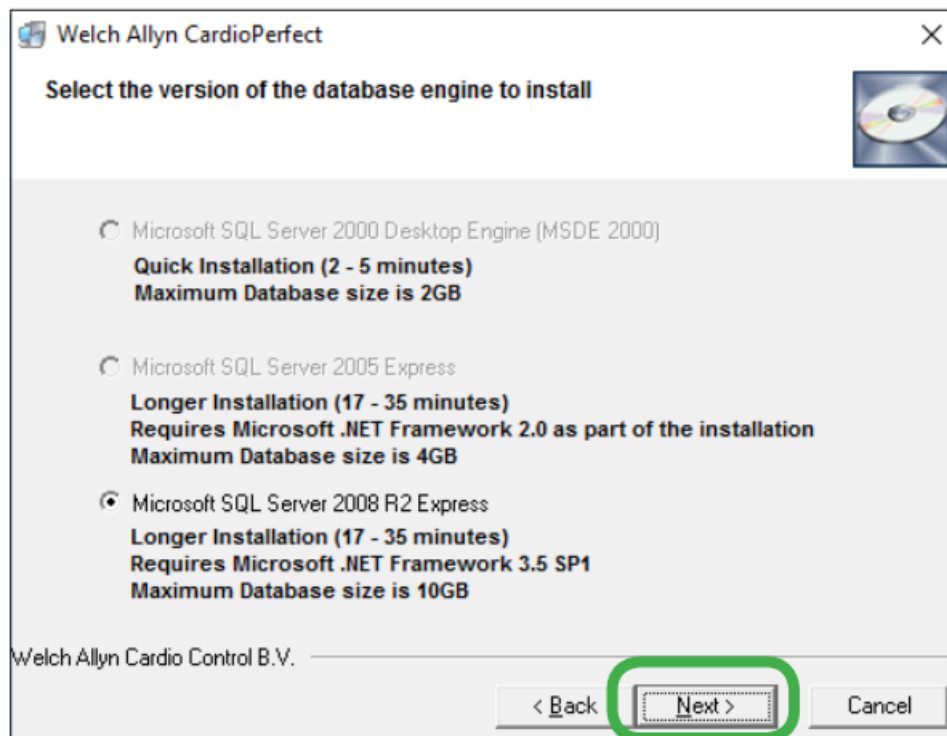 Welch Allyn CardioPerfect
Select the version of the database engine to install
Microsoft SQL Server 2000 Desktop Engine (MSDE 2000)
Quick Installation (2 - 5 minutes)
Maximum Database size is 2GB
Microsoft SQL Server 2005 Express
Longer Installation (17 - 35 minutes)
Requires Microsoft .NET Framework 2.0 as part of the installation
Maximum Database size is 4GB
Microsoft SQL Server 2008 R2 Express
Longer Installation (17 - 35 minutes)
Requires Microsoft .NET Framework 3.5 SP1
Maximum Database size is 10GB
Welch Allyn Cardio Control B.V.
< Back Next > Cancel